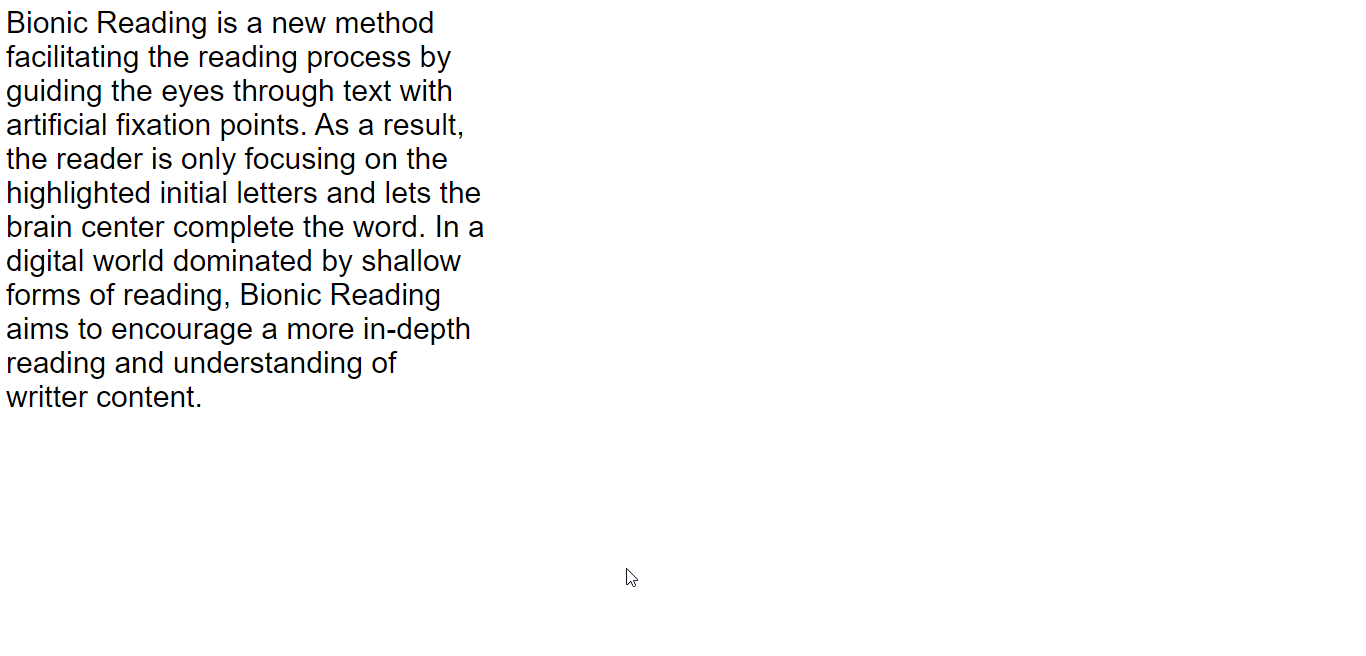 Bionic Reading is a new method
facilitating the reading process by
guiding the eyes through text with
artificial fixation points. As a result,
the reader is only focusing on the
highlighted initial letters and lets the
brain center complete the word. In a
digital world dominated by shallow
forms of reading, Bionic Reading
aims to encourage a more in-depth
reading and understanding of
writter content.